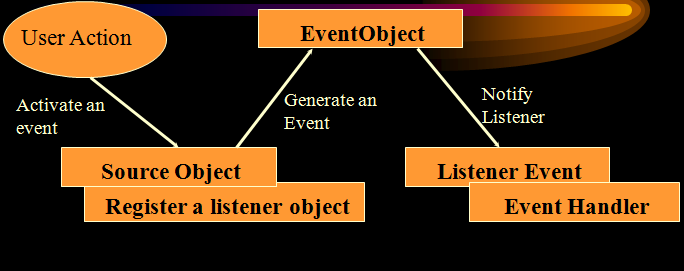 User Action
EventObject
Activate an
event
Generate an
Event
Notify
Listener
Source Object
Register a listener object
Listener Event
Event Handler